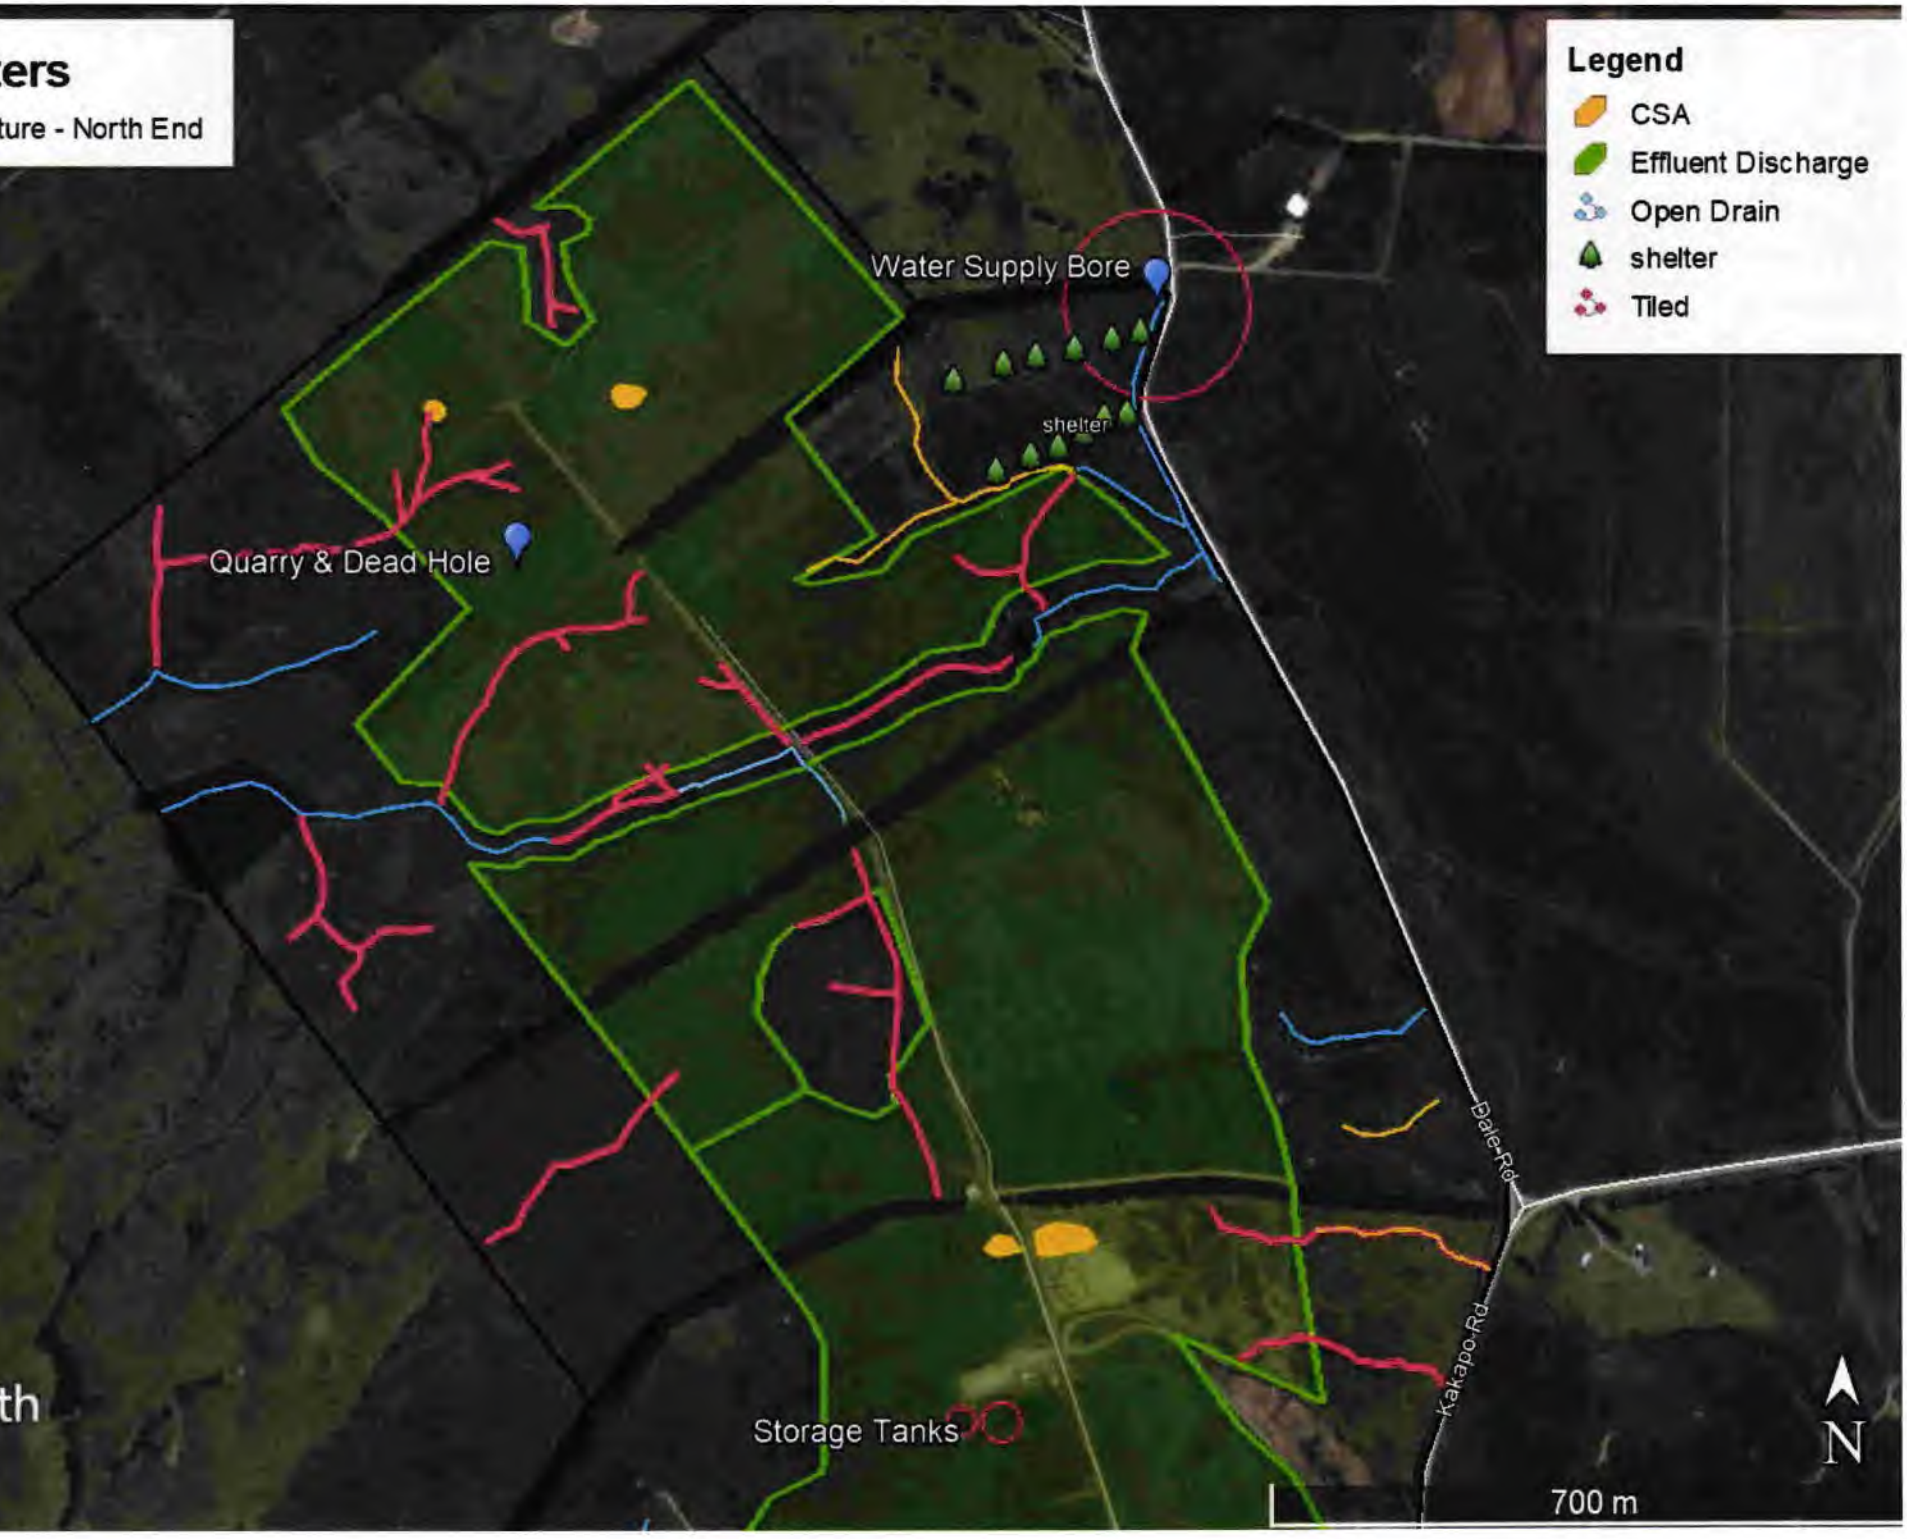 ters
ture - North End
Legend
CSA
Effluent Discharge
Open Drain
shelter
Tiled
Water Supply Bore
shelter
Quarry & Dead Hole
Dale-Rd
Kakapo-Rd
th
Storage Tanks
N
700 m